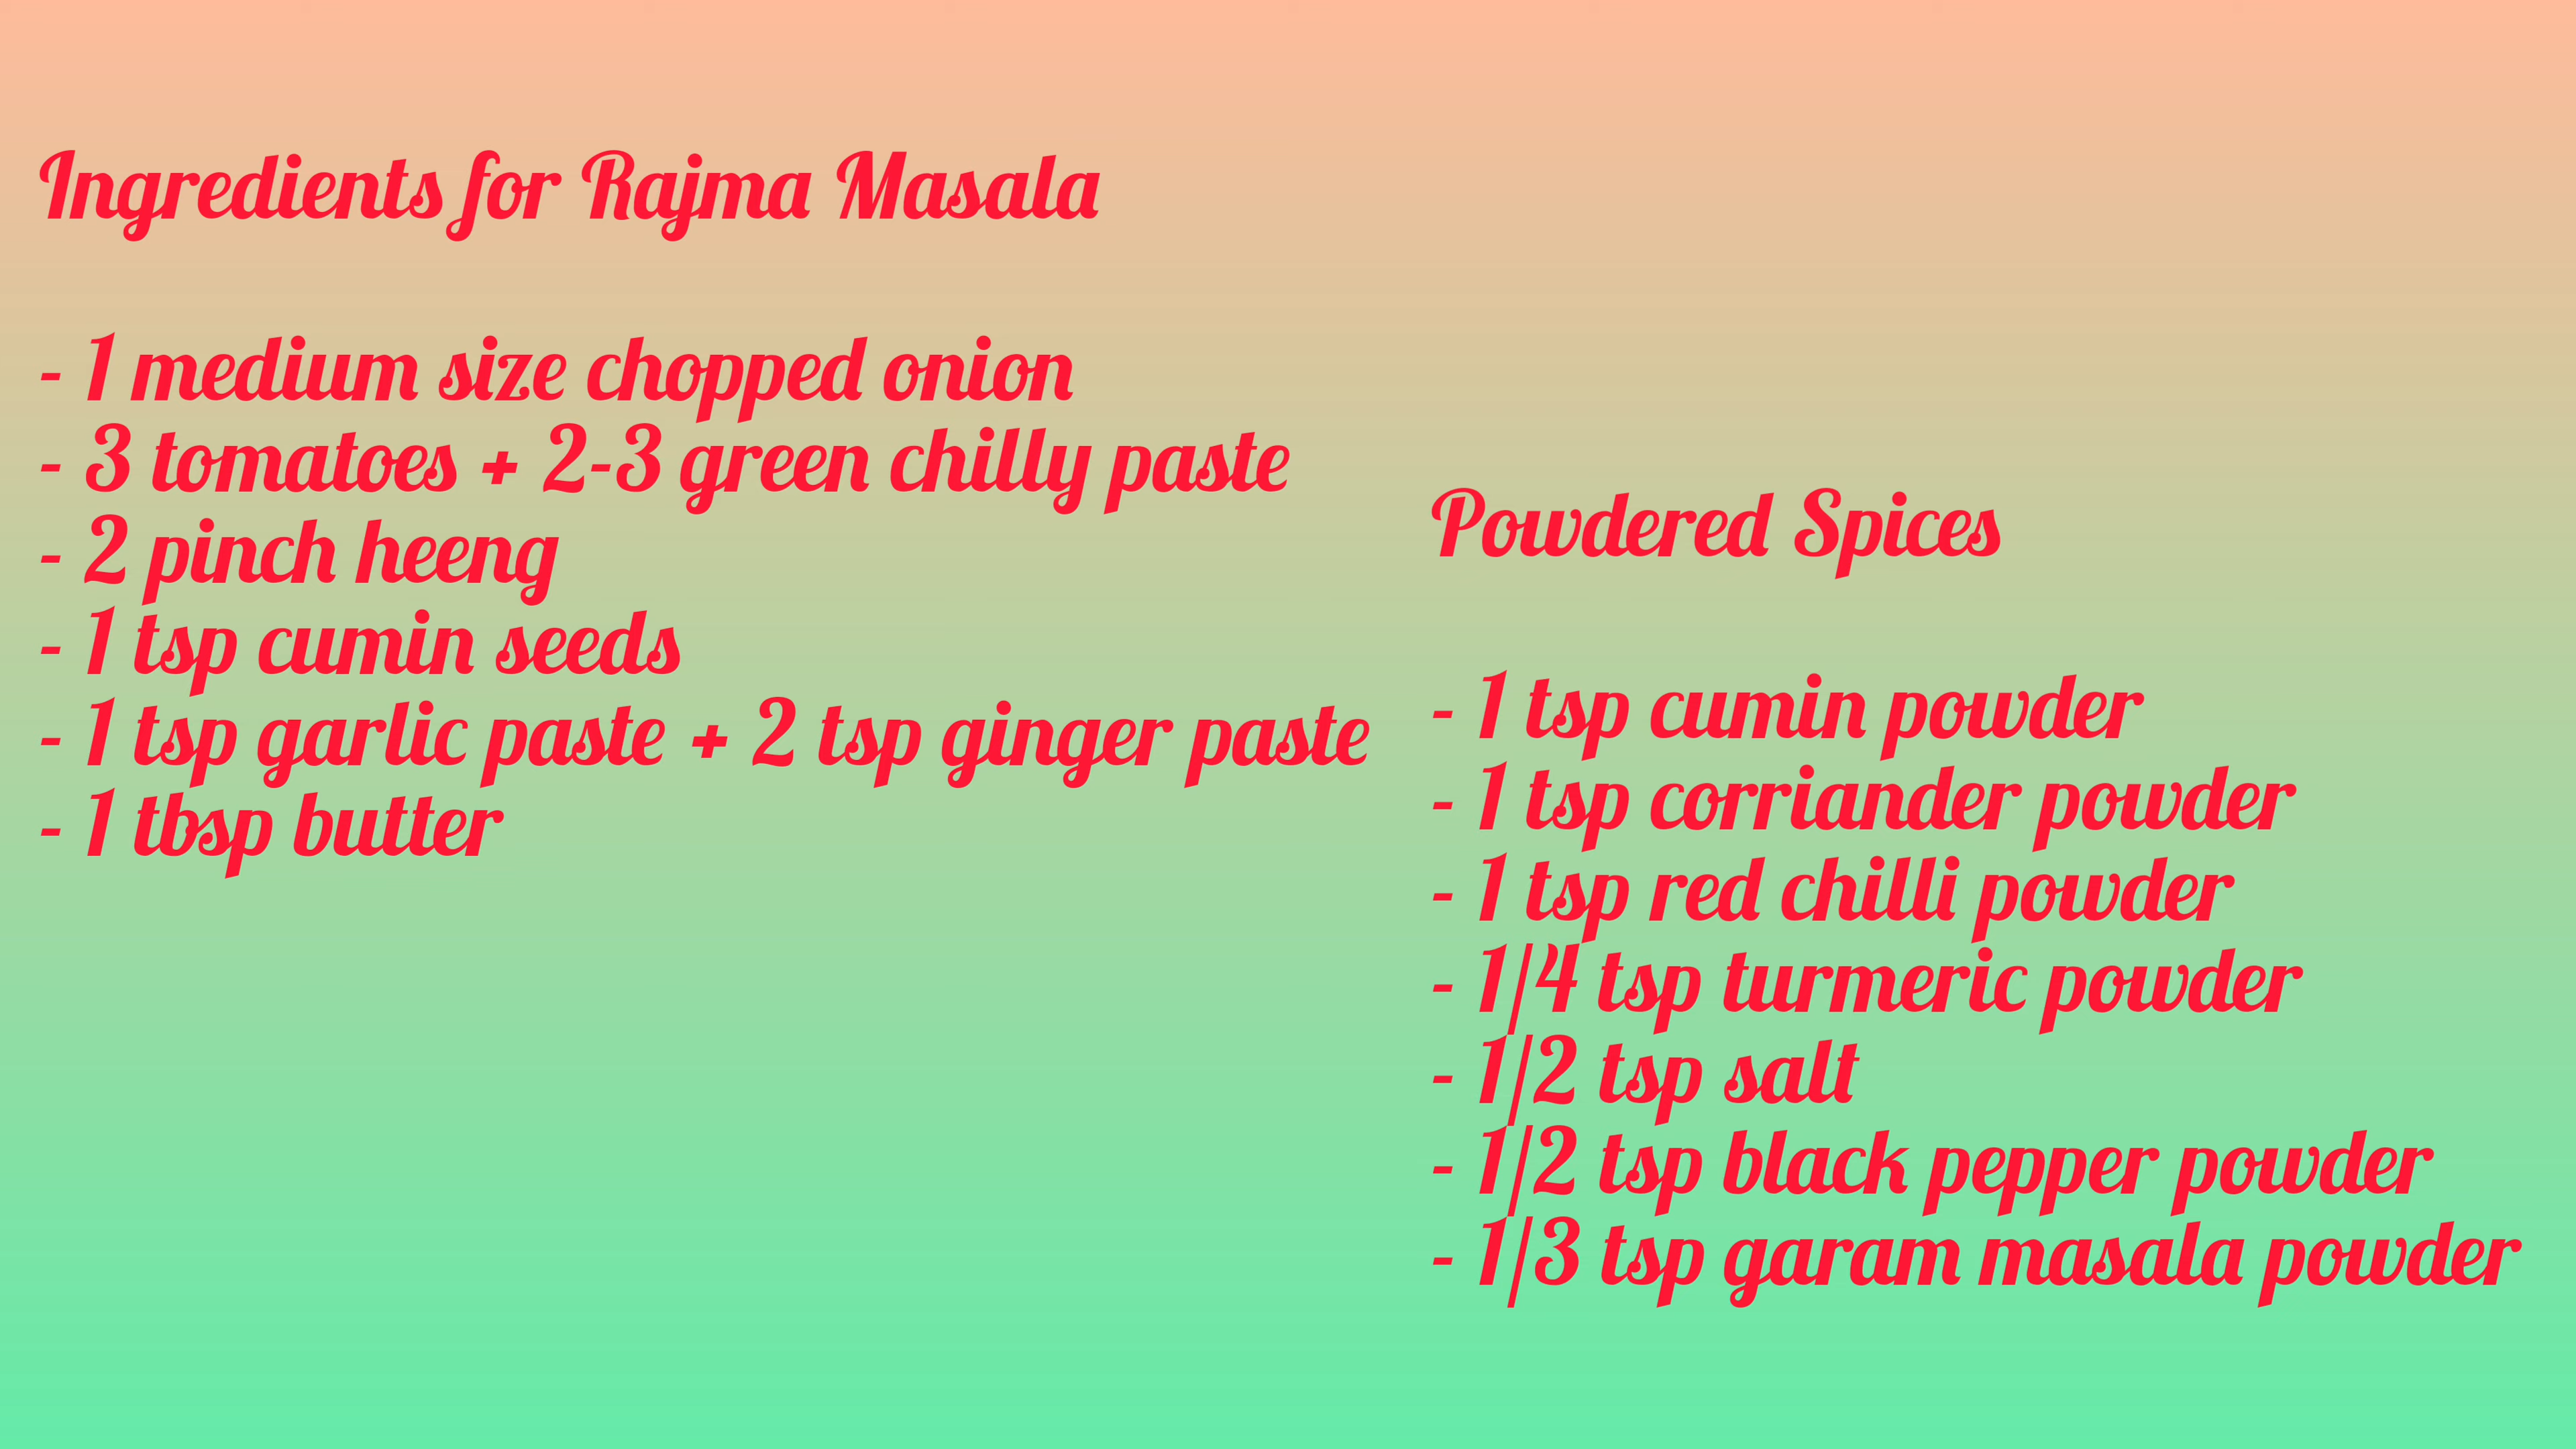 Ingredients for Rajma Masala
- 1 medium size chopped onion
- 3 tomatoes + 2-3 green chilly paste
- 2 pinch heeng
- 1 tsp cumin seeds
- 1 tsp garlic paste + 2 tsp ginger paste
- 1 tbsp butter
Powdered Spices
- 1 tsp cumin powder
- 1 tsp corriander powder
- 1 tsp red chilli powder
- 1/4 tsp turmeric powder
- 1/2 tsp salt
- 1/2 tsp black pepper powder
- 1/3 tsp garam masala powder